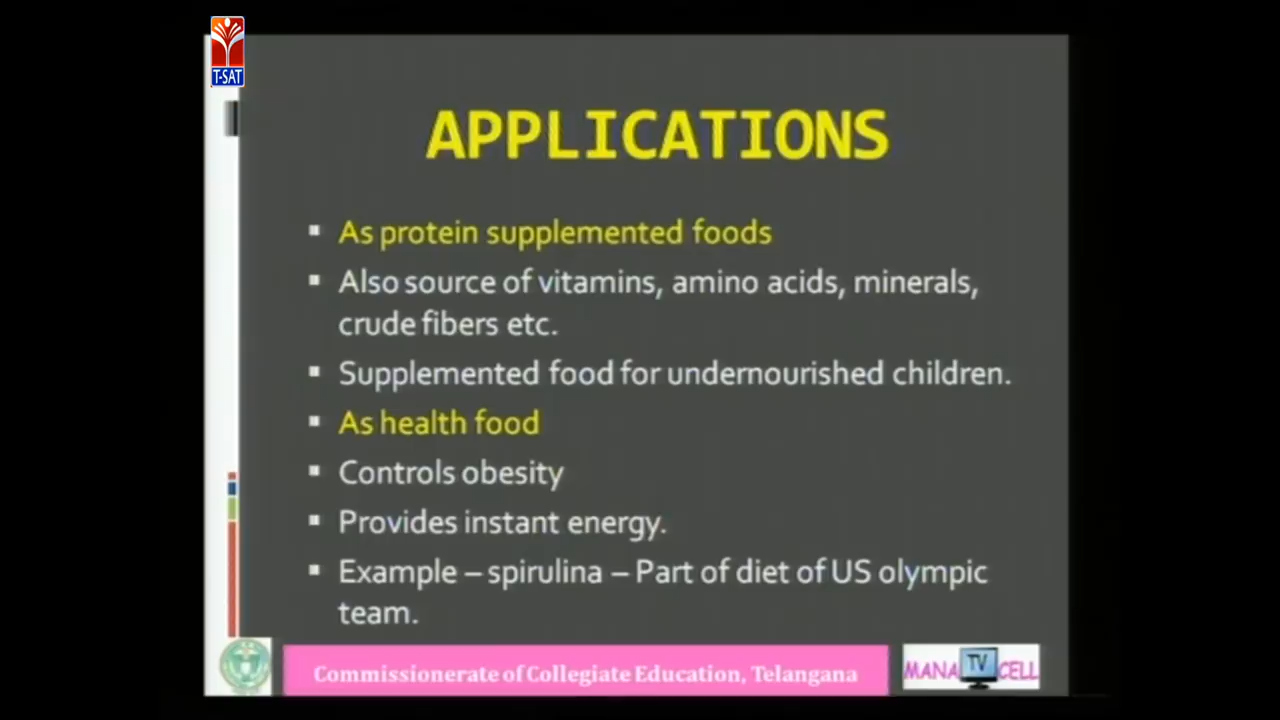 T-SAT
APPLICATIONS
As protein supplemented foods
Also source of vitamins, amino acids, minerals,
crude fibers etc.
Supplemented food for undernourished children.
As health food
Controls obesity
Provides instant energy.
Example – spirulina – Part of diet of US olympic
team.
Commissionerate of Collegiate Education, Telangana
MANA TV CELL